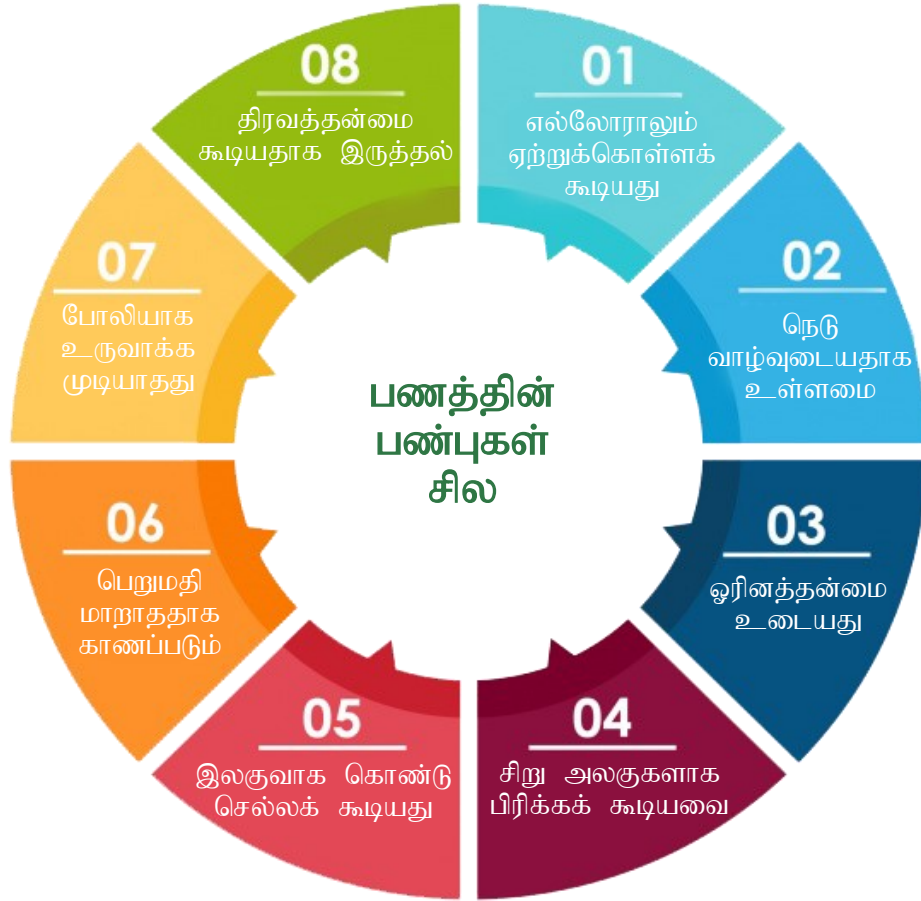 பணத்தின்
பண்புகள்
சில
01
எல்லோராலும்
ஏற்றுக்கொள்ளக்
கூடியது
02
நெடு
வாழ்வுடையதாக
உள்ளமை
03
ஓரினத்தன்மை
உடையது
04
சிறு அலகுகளாக
பிரிக்கக் கூடியவை
05
இலகுவாக கொண்டு
செல்லக் கூடியது
06
பெறுமதி
மாறாததாக
காணப்படும்
07
போலியாக
உருவாக்க
முடியாதது
08
திரவத்தன்மை
கூடியதாக இருத்தல்